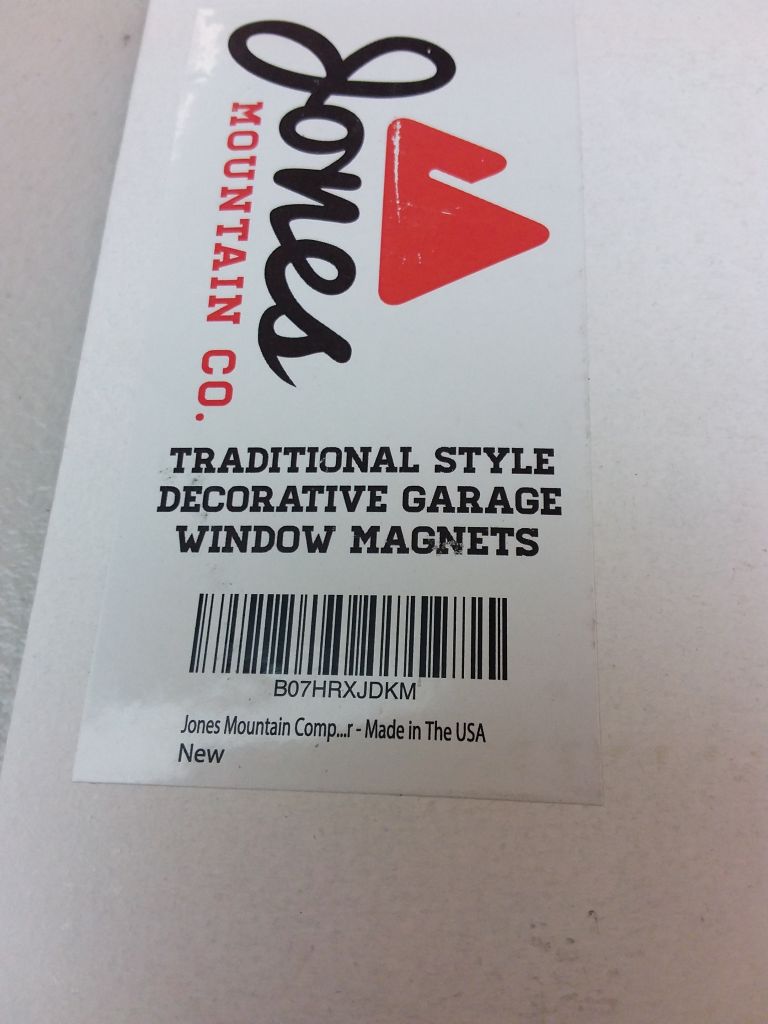 Jones
MOUNTAIN CO.
TRADITIONAL STYLE
DECORATIVE GARAGE
WINDOW MAGNETS
B07HRXJDKM
Jones Mountain Comp...r - Made in The USA
New